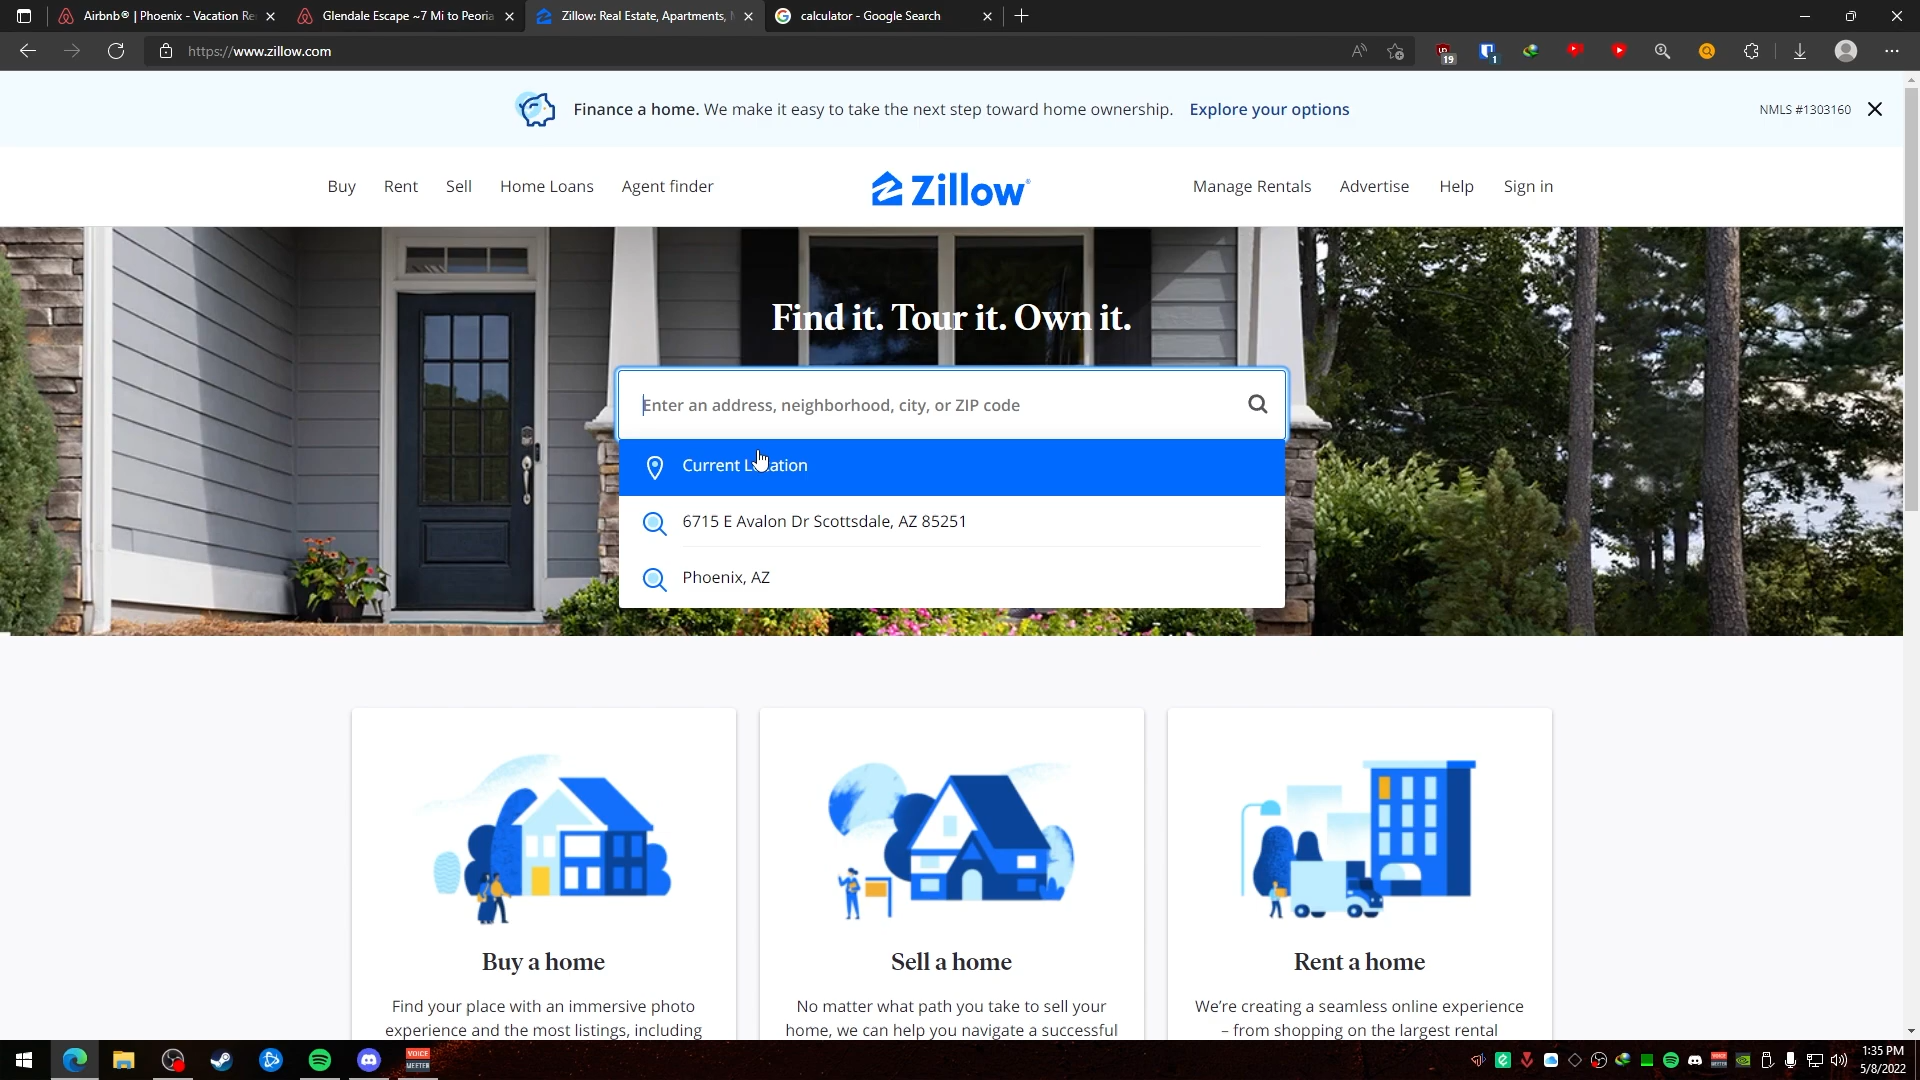 Airbnb® | Phoenix - Vacation Re
Glendale Escape ~7 Mi to Peoria
Zillow: Real Estate, Apartments,
calculator - Google Search
https://www.zillow.com
19
1
Finance a home. We make it easy to take the next step toward home ownership. Explore your options
NMLS #1303160
Buy
Rent
Sell
Home Loans
Agent finder
Zillow
Manage Rentals
Advertise
Help
Sign in
Find it. Tour it. Own it.
Enter an address, neighborhood, city, or ZIP code
Current Location
6715 E Avalon Dr Scottsdale, AZ 85251
Phoenix, AZ
Buy a home
Find your place with an immersive photo
experience and the most listings, including
Sell a home
No matter what path you take to sell your
home, we can help you navigate a successful
Rent a home
We're creating a seamless online experience
– from shopping on the largest rental
VOICE
MEETER
1:35 PM
5/8/2022